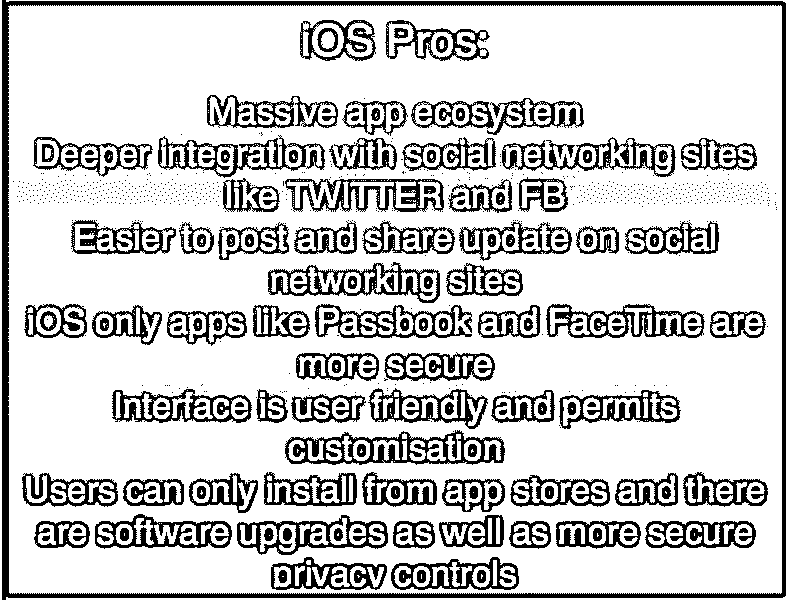 iOS Pros:
Massive app ecosystem
Deeper integration with social networking sites
like TWITTER and FB
Easier to post and share update on social
networking sites
iOS only apps like Passbook and FaceTime are
more secure
Interface is user friendly and permits
customisation
Users can only install from app stores and there
are software upgrades as well as more secure
privacy controls